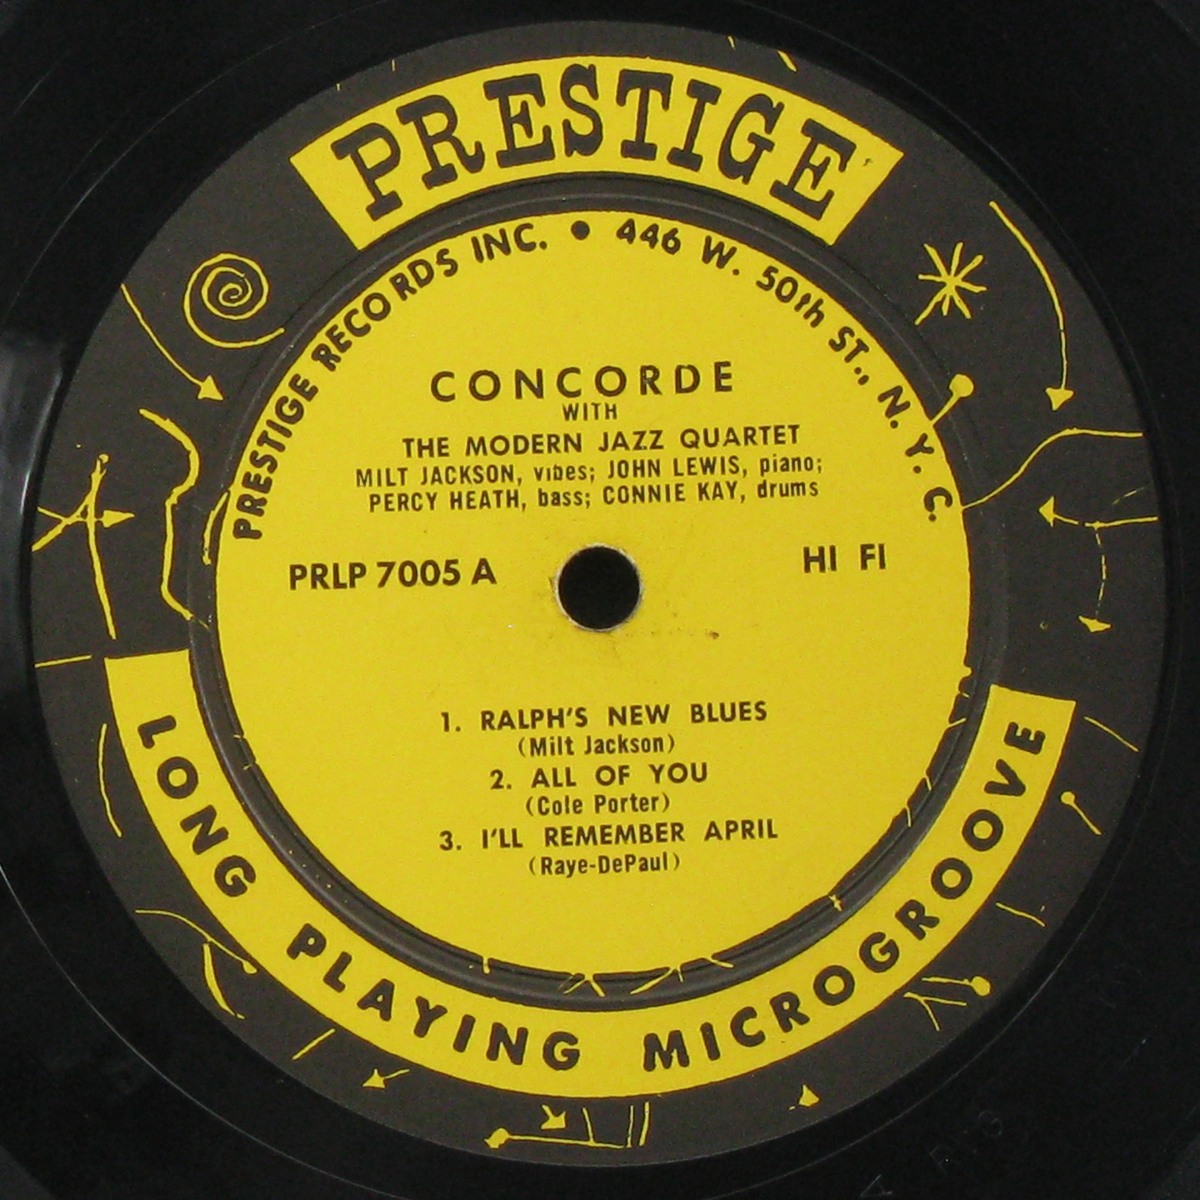 PRESTIGE
PRESTIGE RECORDS INC. • 446 W. 50th ST., N. Y. C.
CONCORDE
WITH
THE MODERN JAZZ QUARTET
MILT JACKSON, vibes; JOHN LEWIS, piano;
PERCY HEATH, bass; CONNIE KAY, drums
PRLP 7005 A
HI FI
1. RALPH'S NEW BLUES
(Milt Jackson)
2. ALL OF YOU
(Cole Porter)
3. I'LL REMEMBER APRIL
(Raye-DePaul)
LONG PLAYING MICROGROOVE